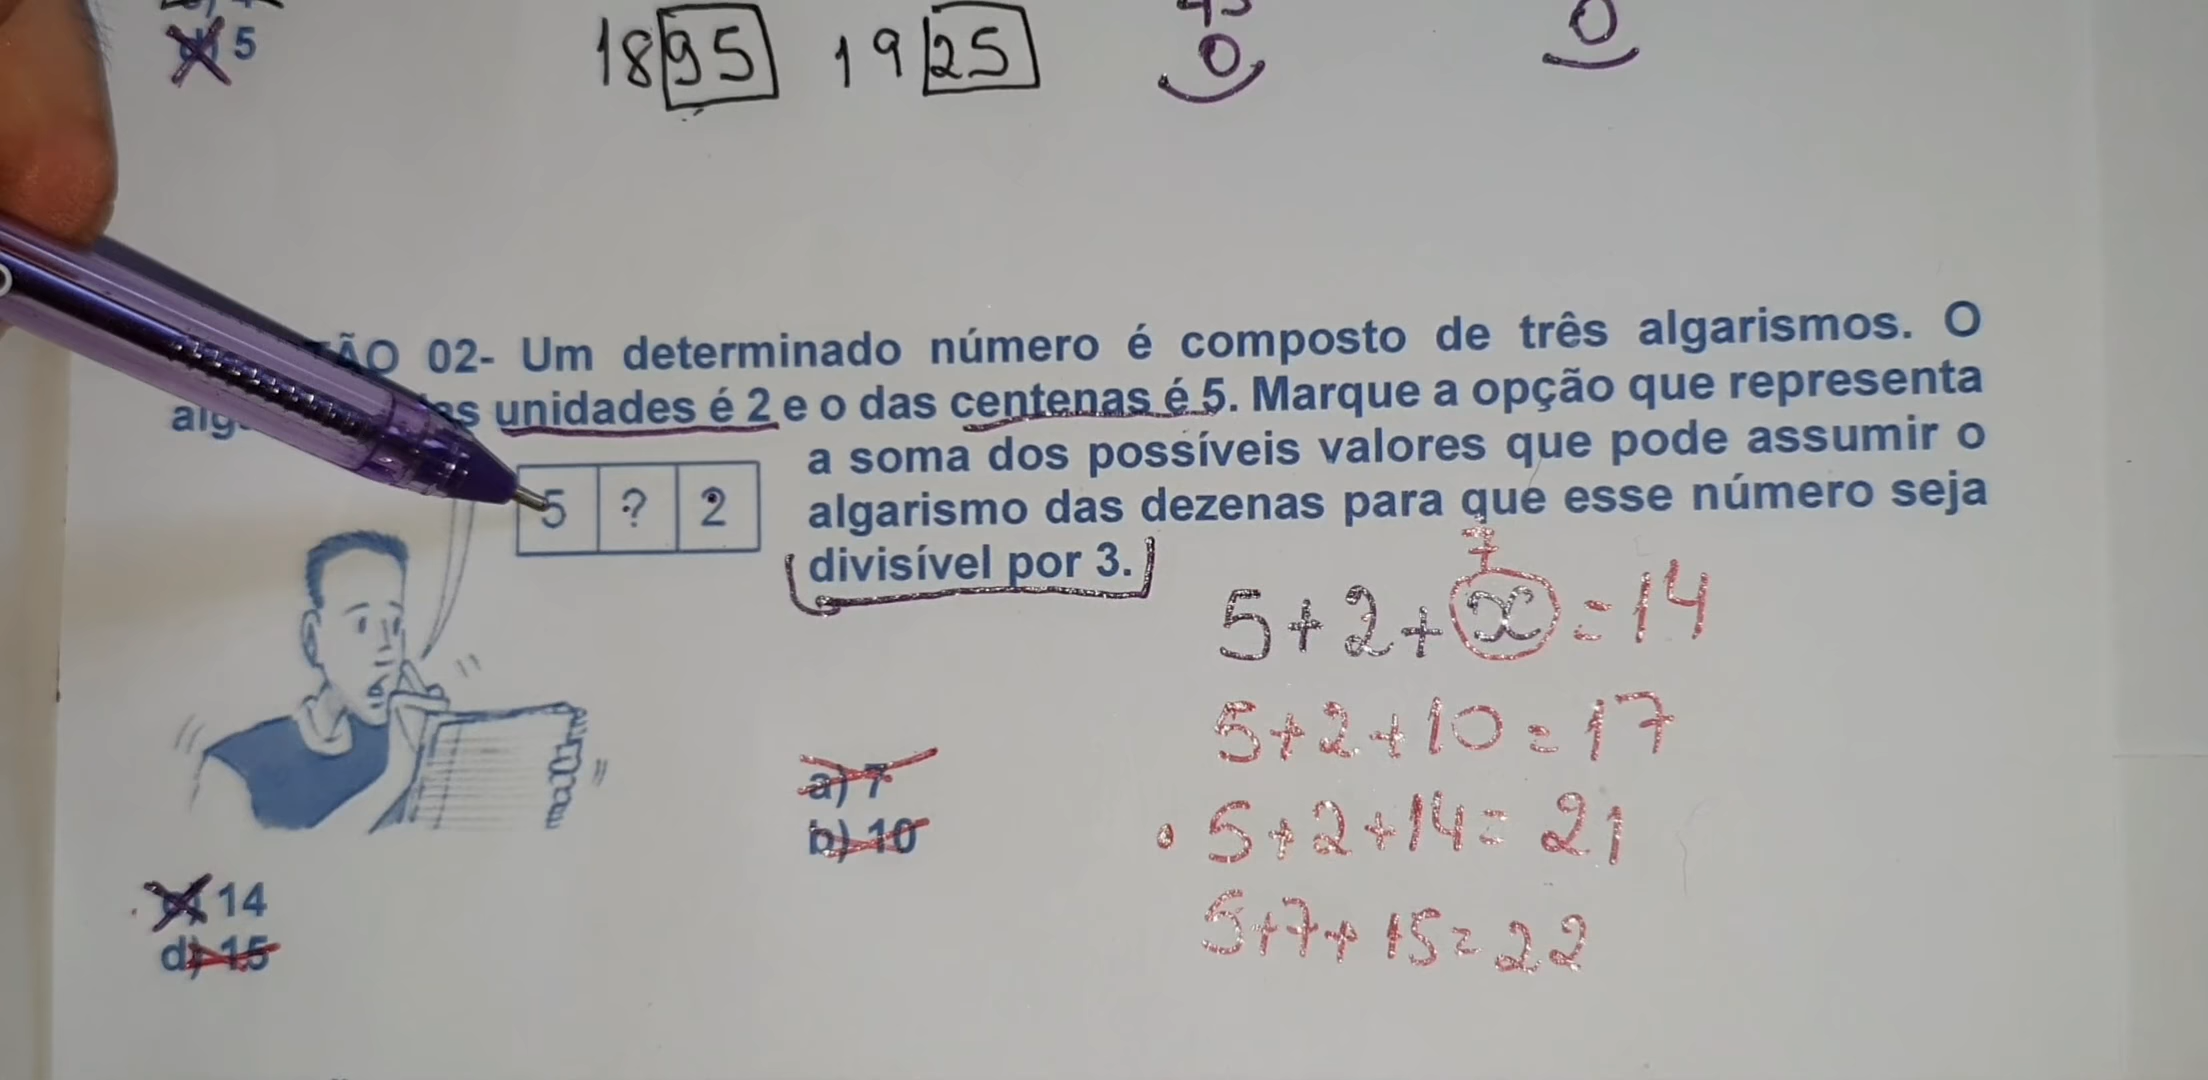 5
1895 1925
0
0
ÃO 02- Um determinado número é composto de três algarismos. O
unidades é 2 e o das centenas é 5. Marque a opção que representa
a soma dos possíveis valores que pode assumir o
5 ? 2
algarismo das dezenas para que esse número seja
divisível por 3.
7
5+2+x=14
5+2+10=17
a) 7
5+2+14=21
b) 10
14
5+7+15=22
d) 15